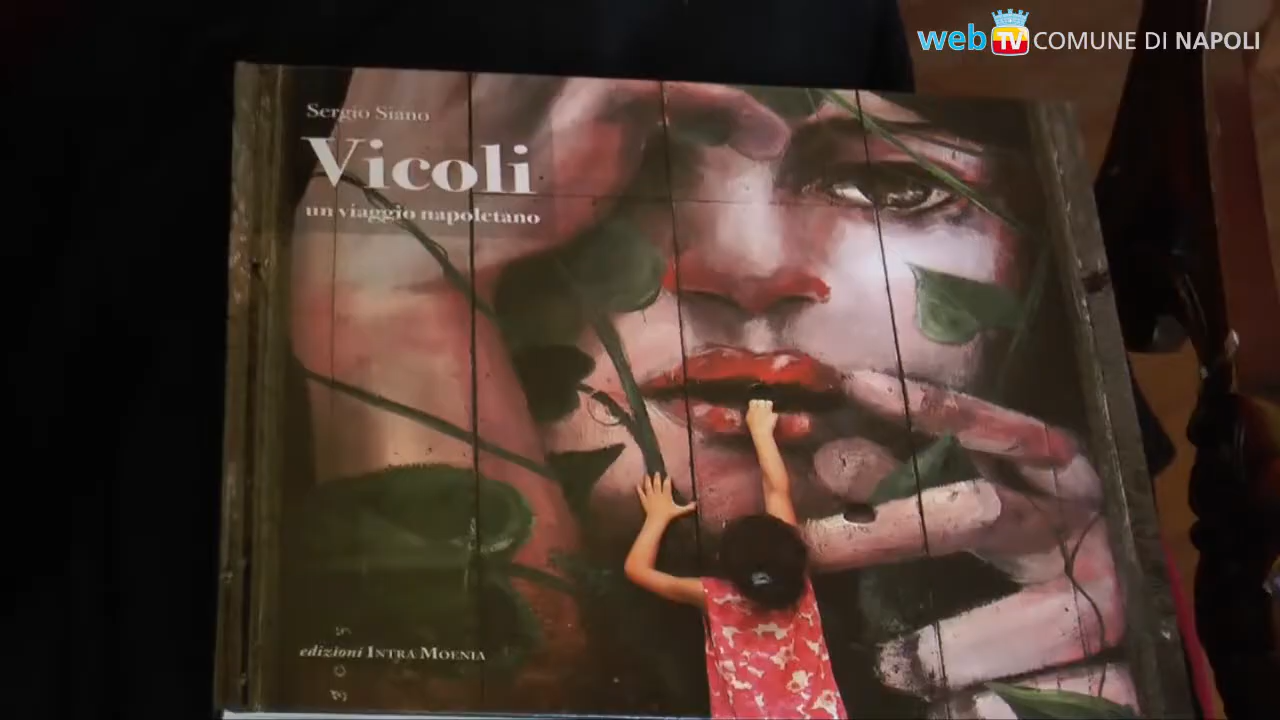 web TV COMUNE DI NAPOLI
Sergio Siano
Vicoli
un viaggio napoletano
edizioni INTRA MOENIA